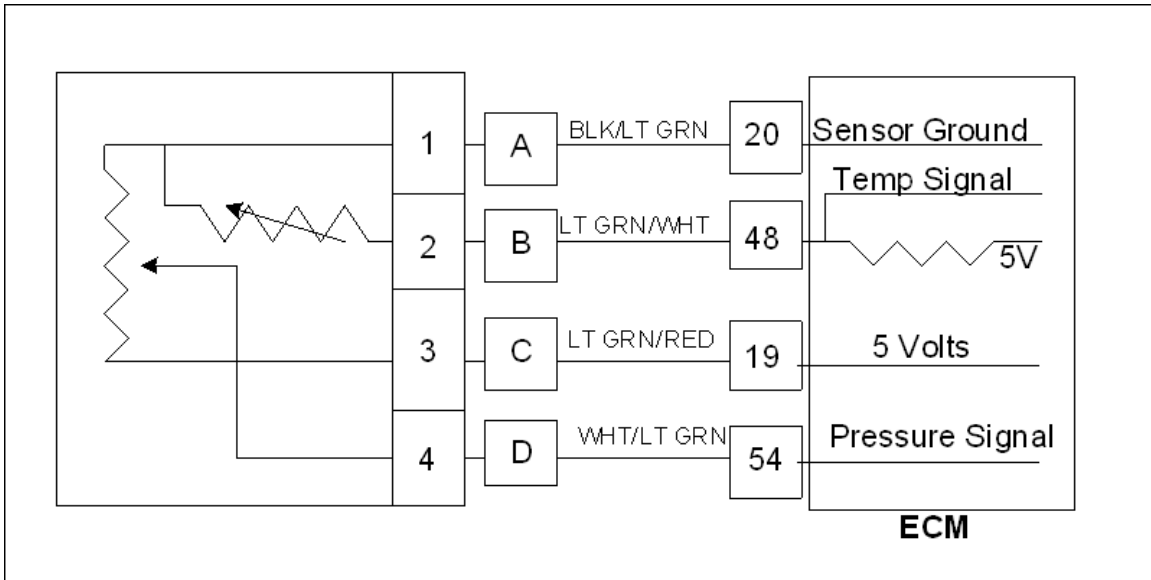 1 A BLK/LT GRN 20 Sensor Ground
Temp Signal
2 B LT GRN/WHT 48 5V
3 C LT GRN/RED 19 5 Volts
4 D WHT/LT GRN 54 Pressure Signal
ECM